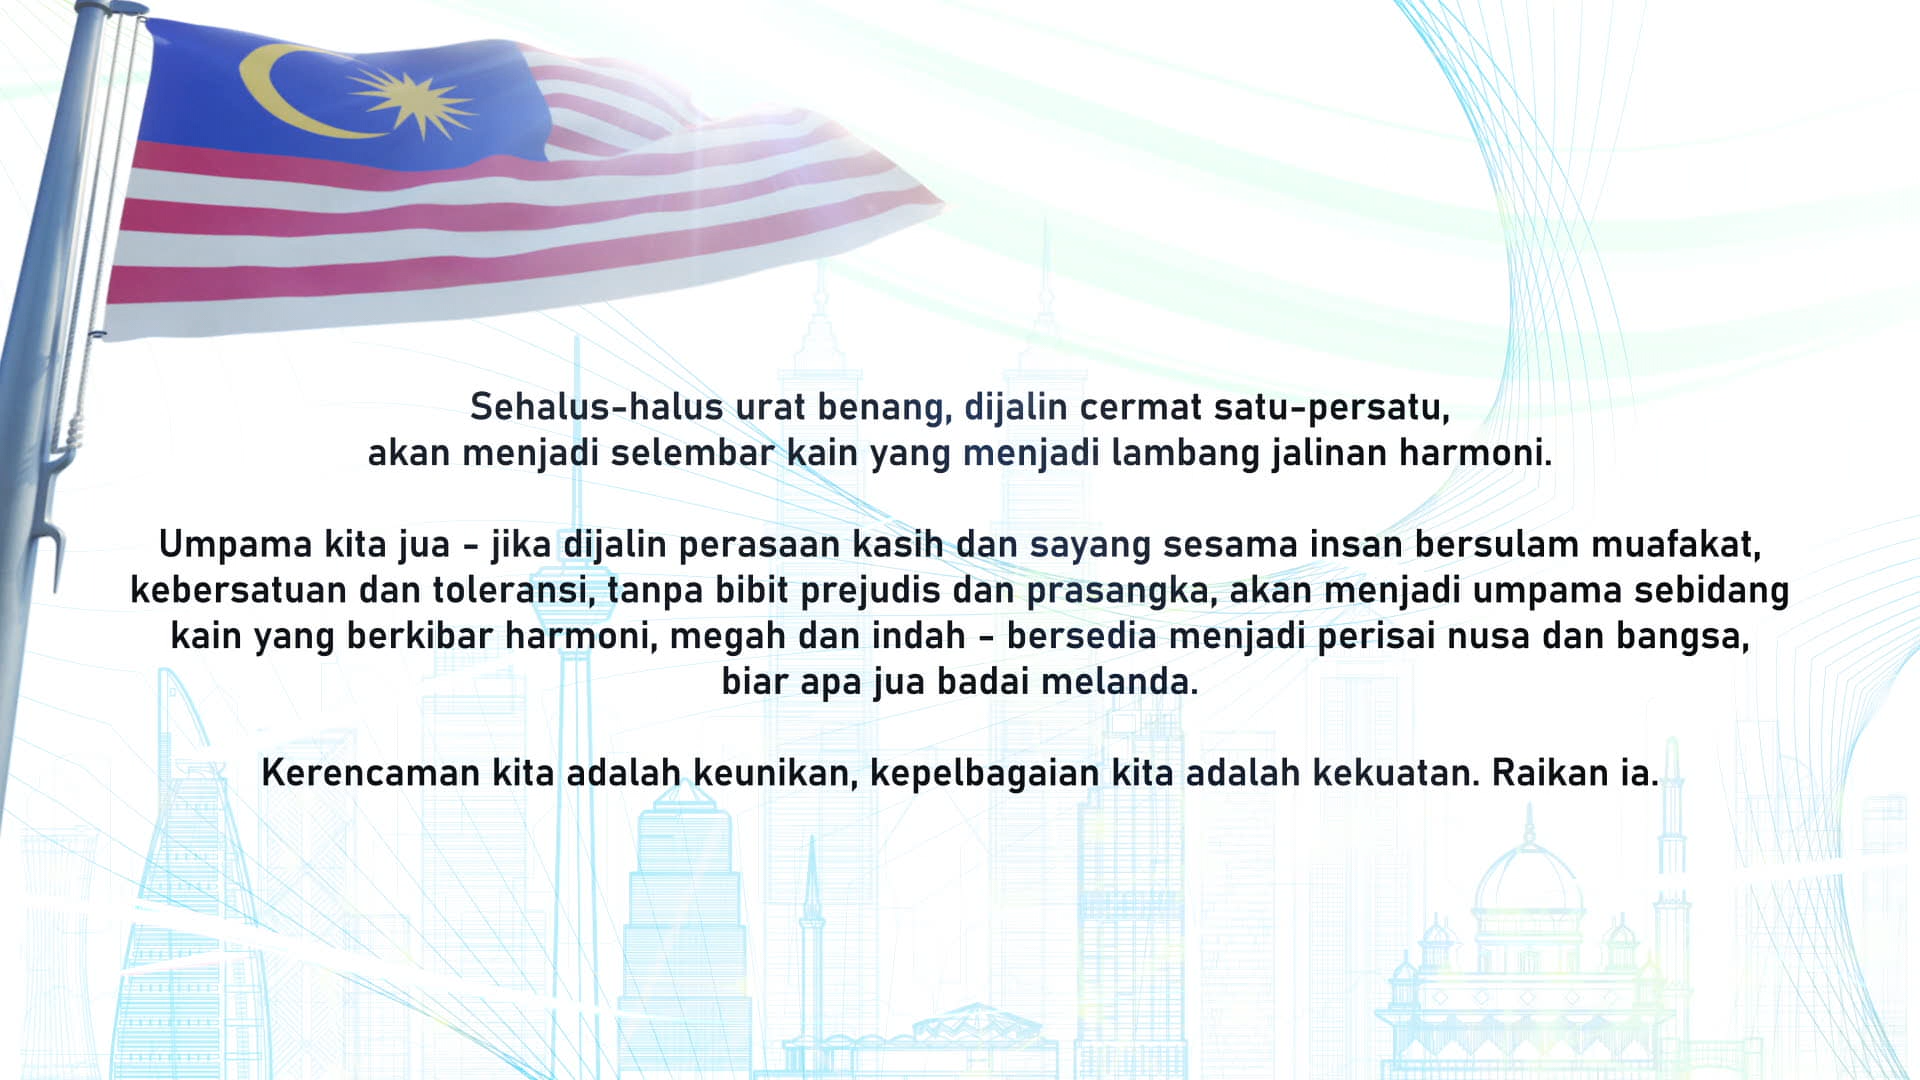 Sehalus-halus urat benang, dijalin cermat satu-persatu,
akan menjadi selembar kain yang menjadi lambang jalinan harmoni.
Umpama kita jua - jika dijalin perasaan kasih dan sayang sesama insan bersulam muafakat,
kebersatuan dan toleransi, tanpa bibit prejudis dan prasangka, akan menjadi umpama sebidang
kain yang berkibar harmoni, megah dan indah - bersedia menjadi perisai nusa dan bangsa,
biar apa jua badai melanda.
Kerencaman kita adalah keunikan, kepelbagaian kita adalah kekuatan. Raikan ia.